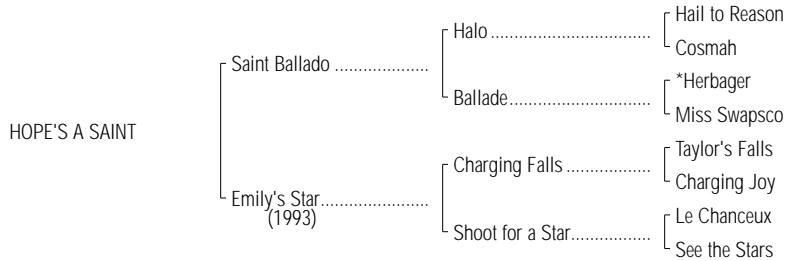 Hail to Reason
Halo ..................................
Cosmah
Saint Ballado ....................
*Herbager
Ballade..............................
Miss Swapsco
HOPE'S A SAINT
Taylor's Falls
Charging Falls ..................
Charging Joy
Emily's Star.......................
(1993)
Le Chanceux
Shoot for a Star.................
See the Stars